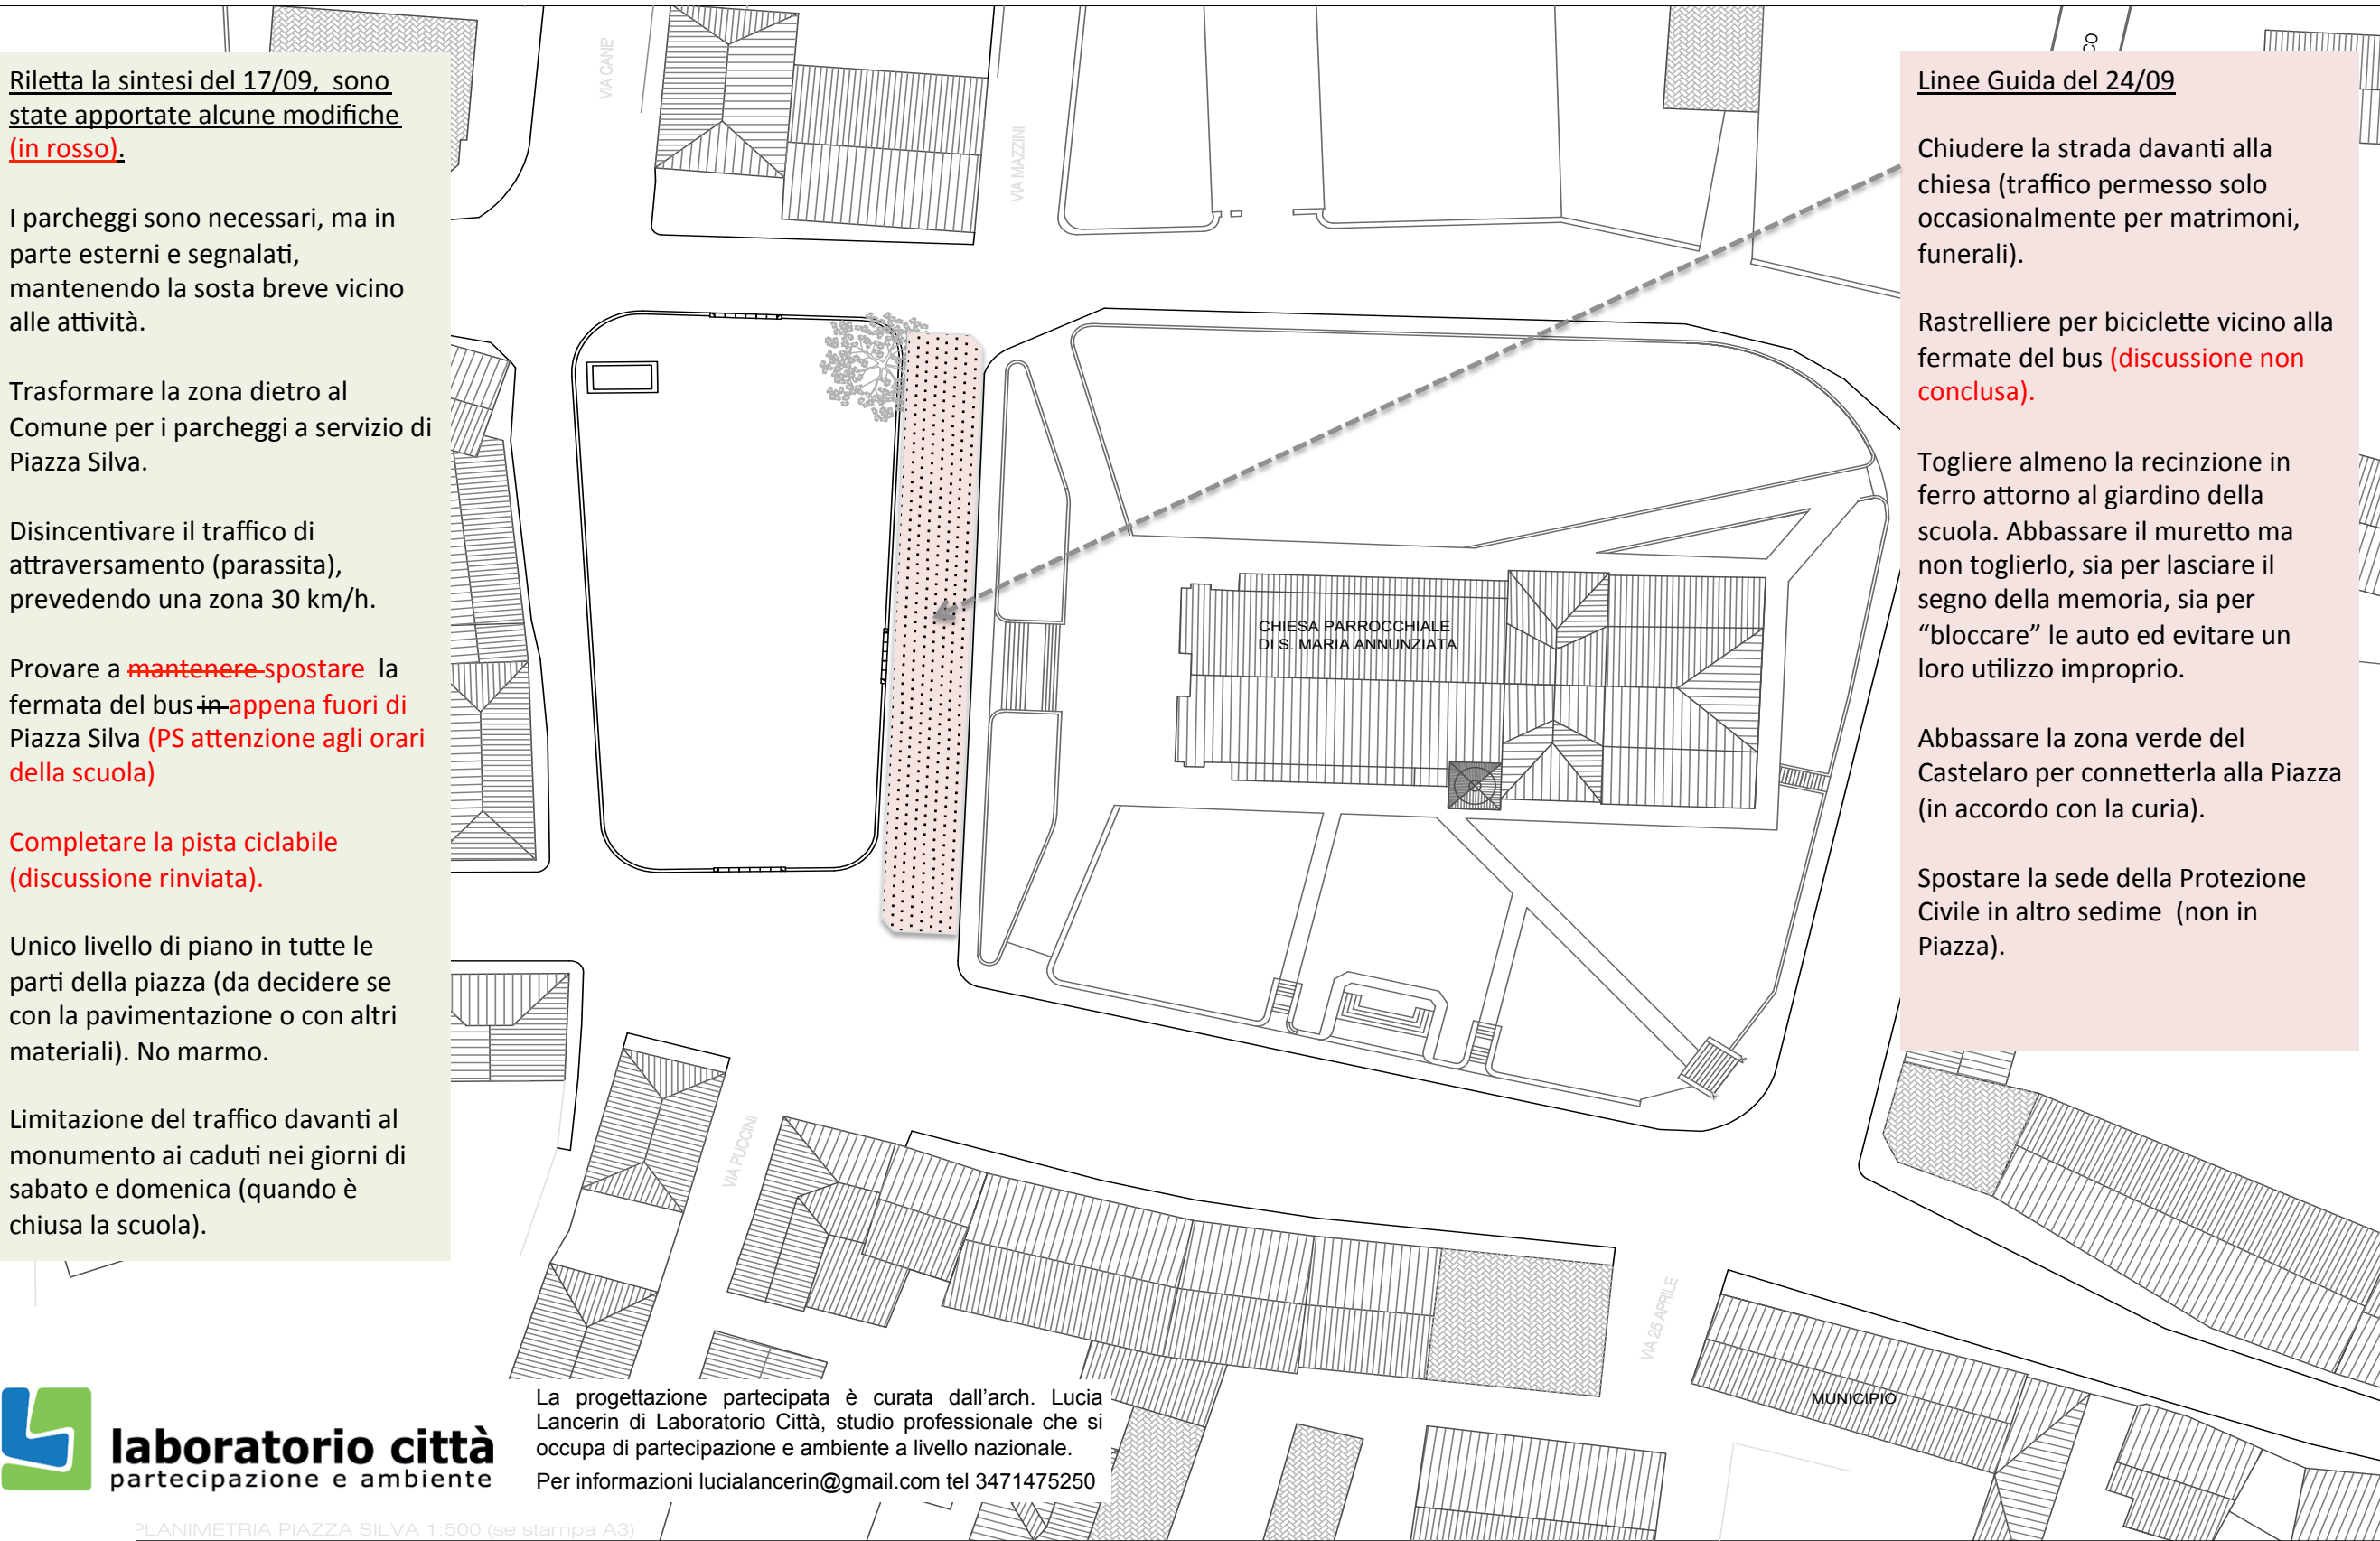 Riletta la sintesi del 17/09, sono
state apportate alcune modifiche
(in rosso).
I parcheggi sono necessari, ma in
parte esterni e segnalati,
mantenendo la sosta breve vicino
alle attività.
Trasformare la zona dietro al
Comune per i parcheggi a servizio di
Piazza Silva.
Disincentivare il traffico di
attraversamento (parassita),
prevedendo una zona 30 km/h.
Provare a mantenere spostare la
fermata del bus in appena fuori di
Piazza Silva (PS attenzione agli orari
della scuola)
Completare la pista ciclabile
(discussione rinviata).
Unico livello di piano in tutte le
parti della piazza (da decidere se
con la pavimentazione o con altri
materiali). No marmo.
Limitazione del traffico davanti al
monumento ai caduti nei giorni di
sabato e domenica (quando è
chiusa la scuola).
VIA CANE'
VIA MAZZINI
CHIESA PARROCCHIALE
DI S. MARIA ANNUNZIATA
VIA PUCCINI
VIA 25 APRILE
MUNICIPIO
CO
Linee Guida del 24/09
Chiudere la strada davanti alla
chiesa (traffico permesso solo
occasionalmente per matrimoni,
funerali).
Rastrelliere per biciclette vicino alla
fermate del bus (discussione non
conclusa).
Togliere almeno la recinzione in
ferro attorno al giardino della
scuola. Abbassare il muretto ma
non toglierlo, sia per lasciare il
segno della memoria, sia per
“bloccare” le auto ed evitare un
loro utilizzo improprio.
Abbassare la zona verde del
Castelaro per connetterla alla Piazza
(in accordo con la curia).
Spostare la sede della Protezione
Civile in altro sedime (non in
Piazza).
laboratorio città
partecipazione e ambiente
La progettazione partecipata è curata dall’arch. Lucia
Lancerin di Laboratorio Città, studio professionale che si
occupa di partecipazione e ambiente a livello nazionale.
Per informazioni lucialancerin@gmail.com tel 3471475250
PLANIMETRIA PIAZZA SILVA 1:500 (se stampa A3)